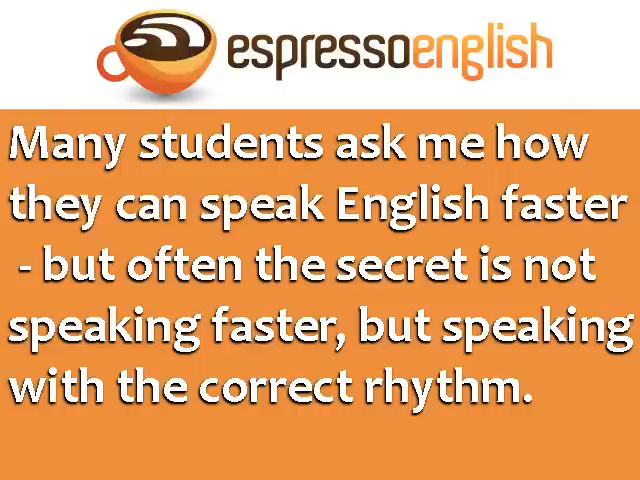 espressoenglish
Many students ask me how
they can speak English faster
- but often the secret is not
speaking faster, but speaking
with the correct rhythm.